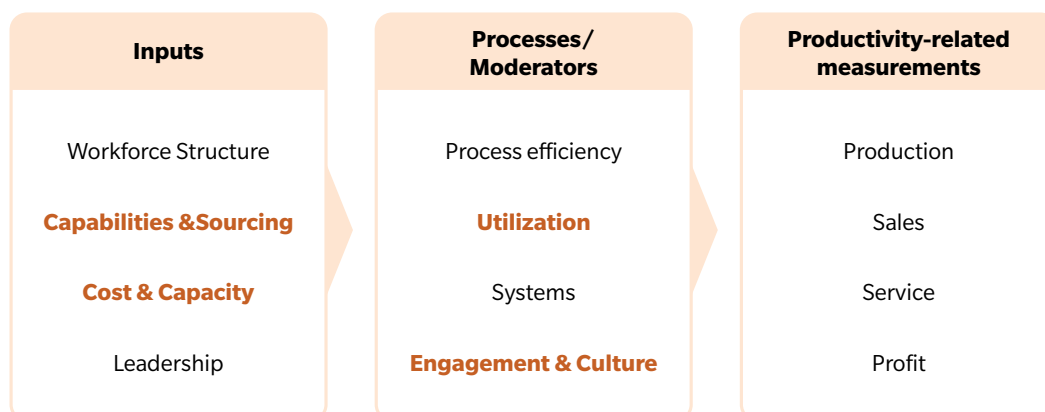 Inputs
Workforce Structure
Capabilities &Sourcing
Cost & Capacity
Leadership
Processes/
Moderators
Process efficiency
Utilization
Systems
Engagement & Culture
Productivity-related
measurements
Production
Sales
Service
Profit